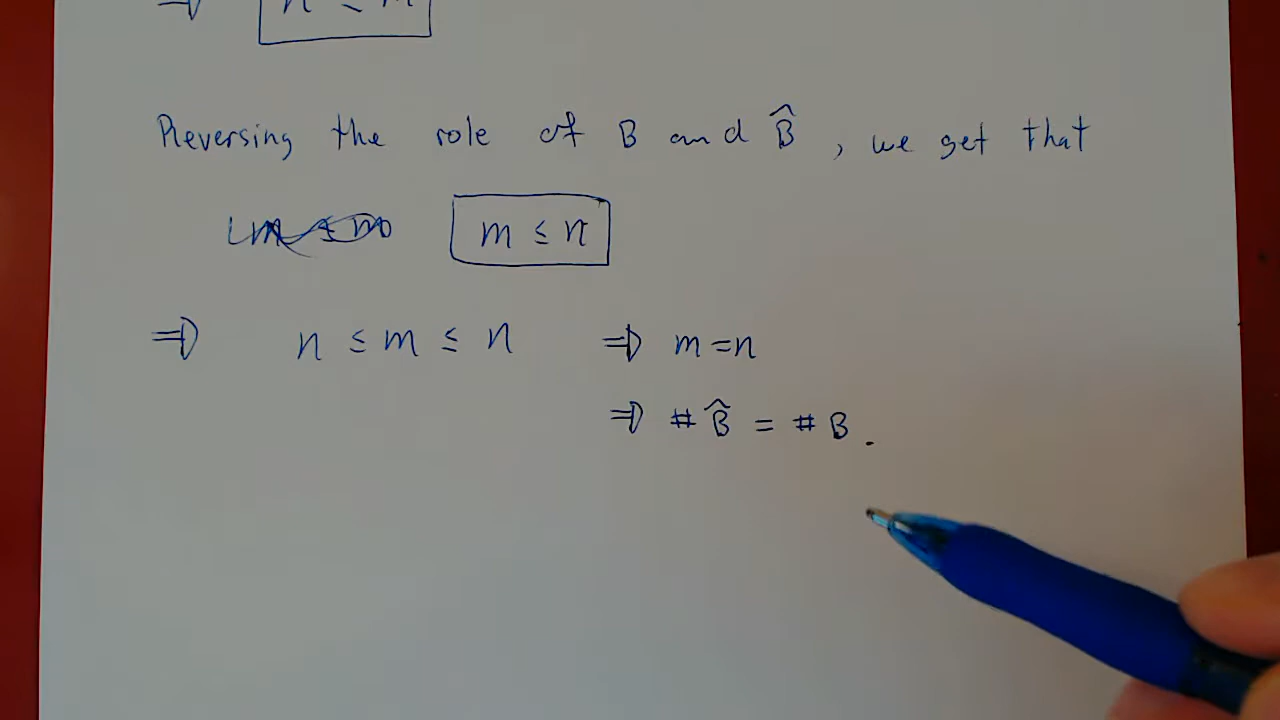 ⇒ n ≤ m
Reversing the role of B and B̂ , we get that
m ≤ n
⇒ n ≤ m ≤ n ⇒ m = n
⇒ # B̂ = # B .